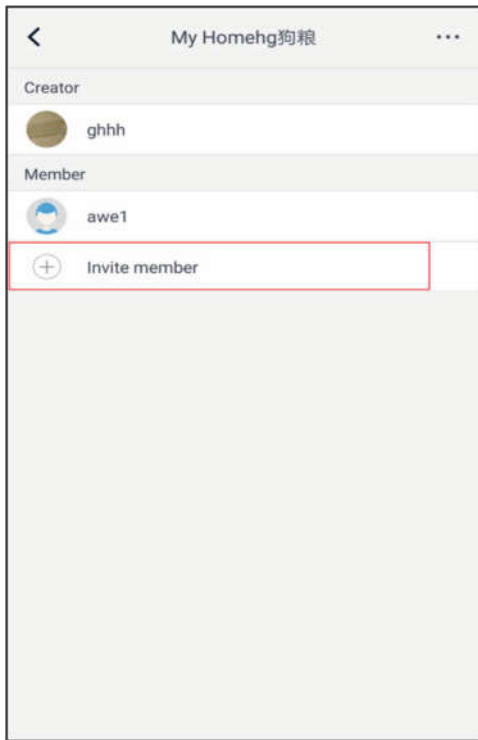 My Homehg狗粮
Creator
ghhh
Member
awe1
Invite member